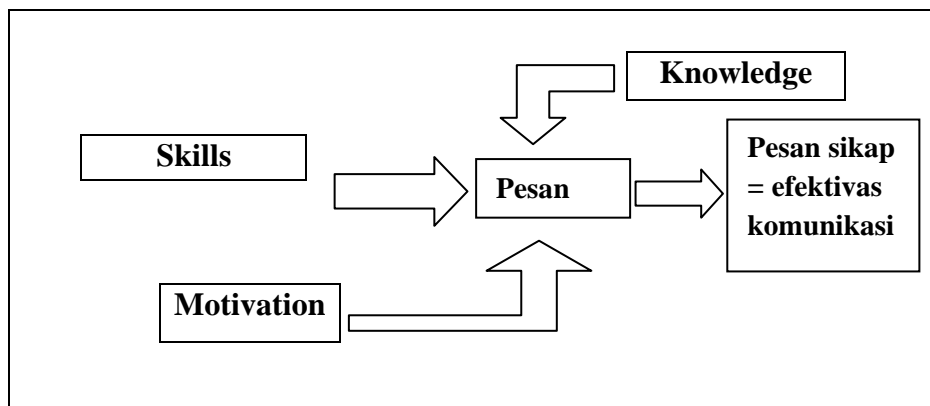 Knowledge
Skills
Pesan
Pesan sikap
= efektivas
komunikasi
Motivation